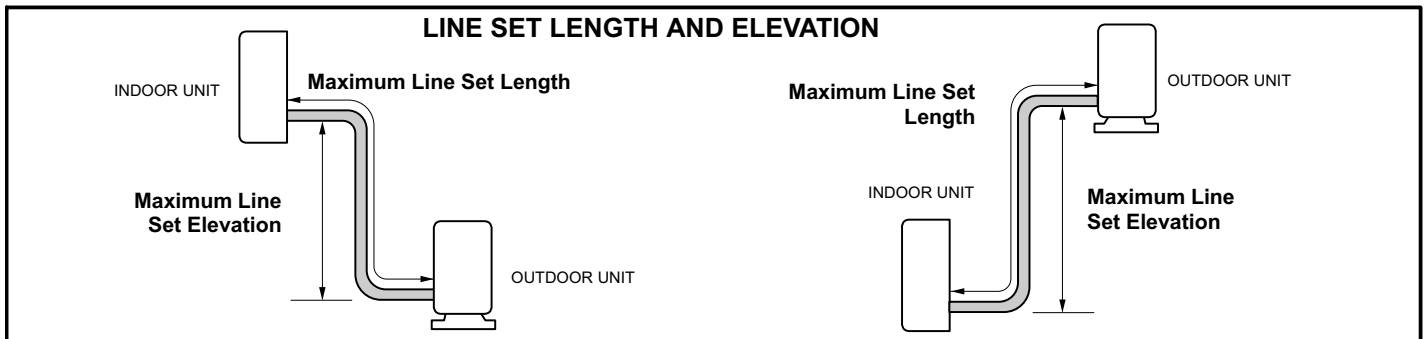 LINE SET LENGTH AND ELEVATION
INDOOR UNIT
Maximum Line Set Length
Maximum Line
Set Elevation
OUTDOOR UNIT
Maximum Line Set
Length
OUTDOOR UNIT
INDOOR UNIT
Maximum Line
Set Elevation